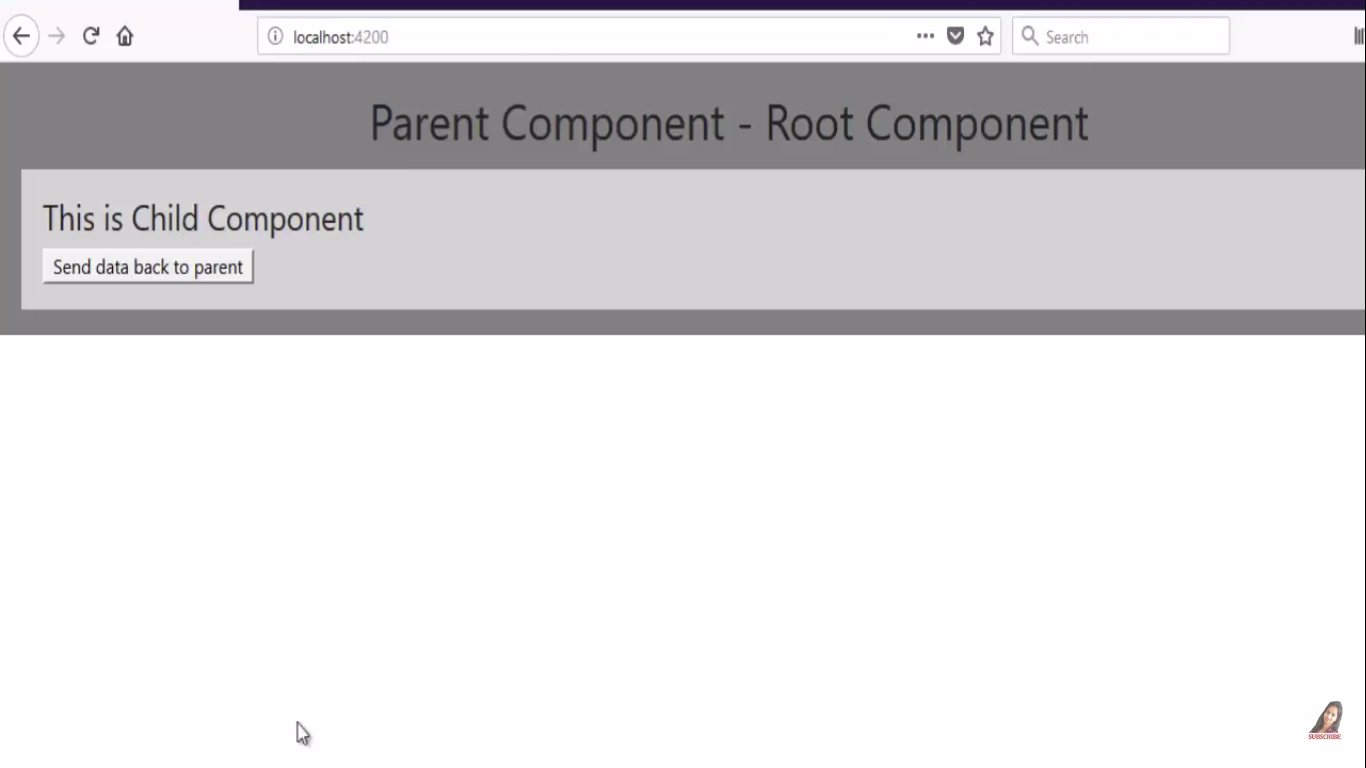 localhost:4200
Search
Parent Component - Root Component
This is Child Component
Send data back to parent
SUBSCRIBE